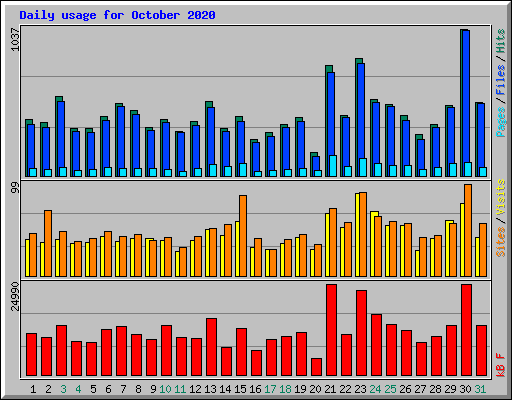 Daily usage for October 2020
1037
Pages/Files/Hits
99
Sites/Visits
24990
kB F
1 2 3 4 5 6 7 8 9 10 11 12 13 14 15 16 17 18 19 20 21 22 23 24 25 26 27 28 29 30 31